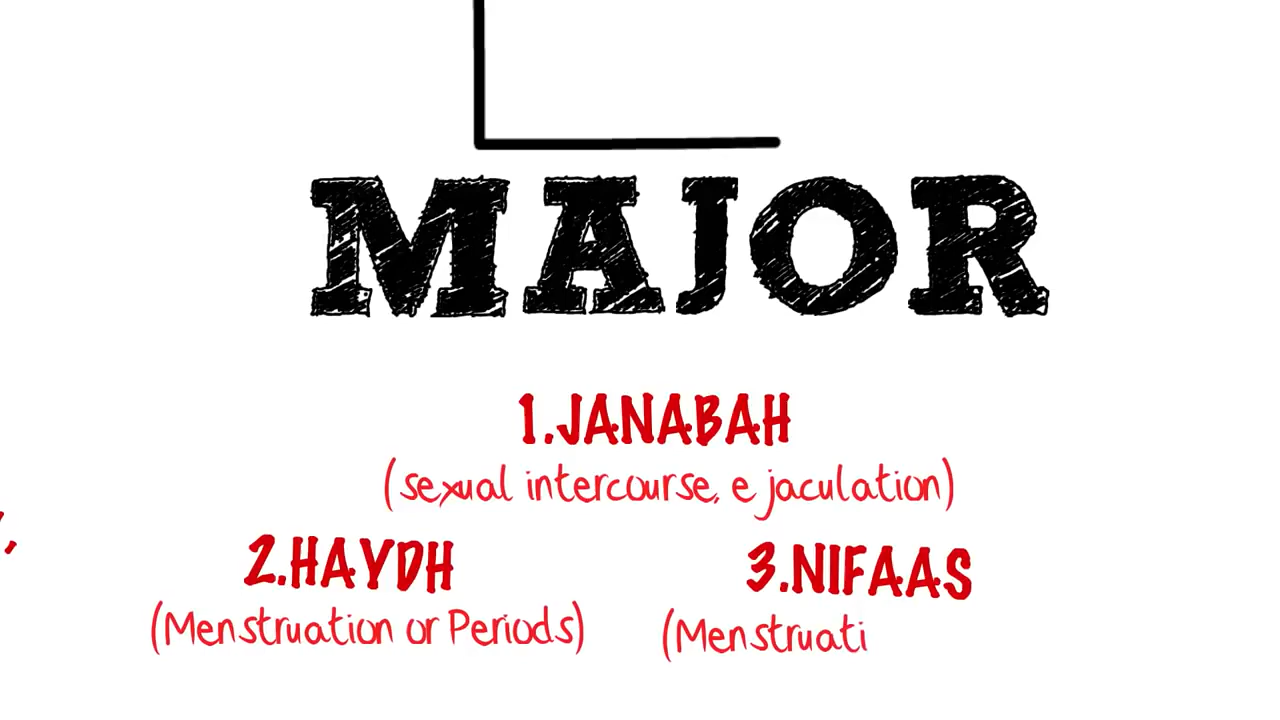 MAJOR
1.JANABAH
(sexual intercourse, ejaculation)
2.HAYDH
(Menstruation or Periods)
3.NIFAAS
(Menstruati